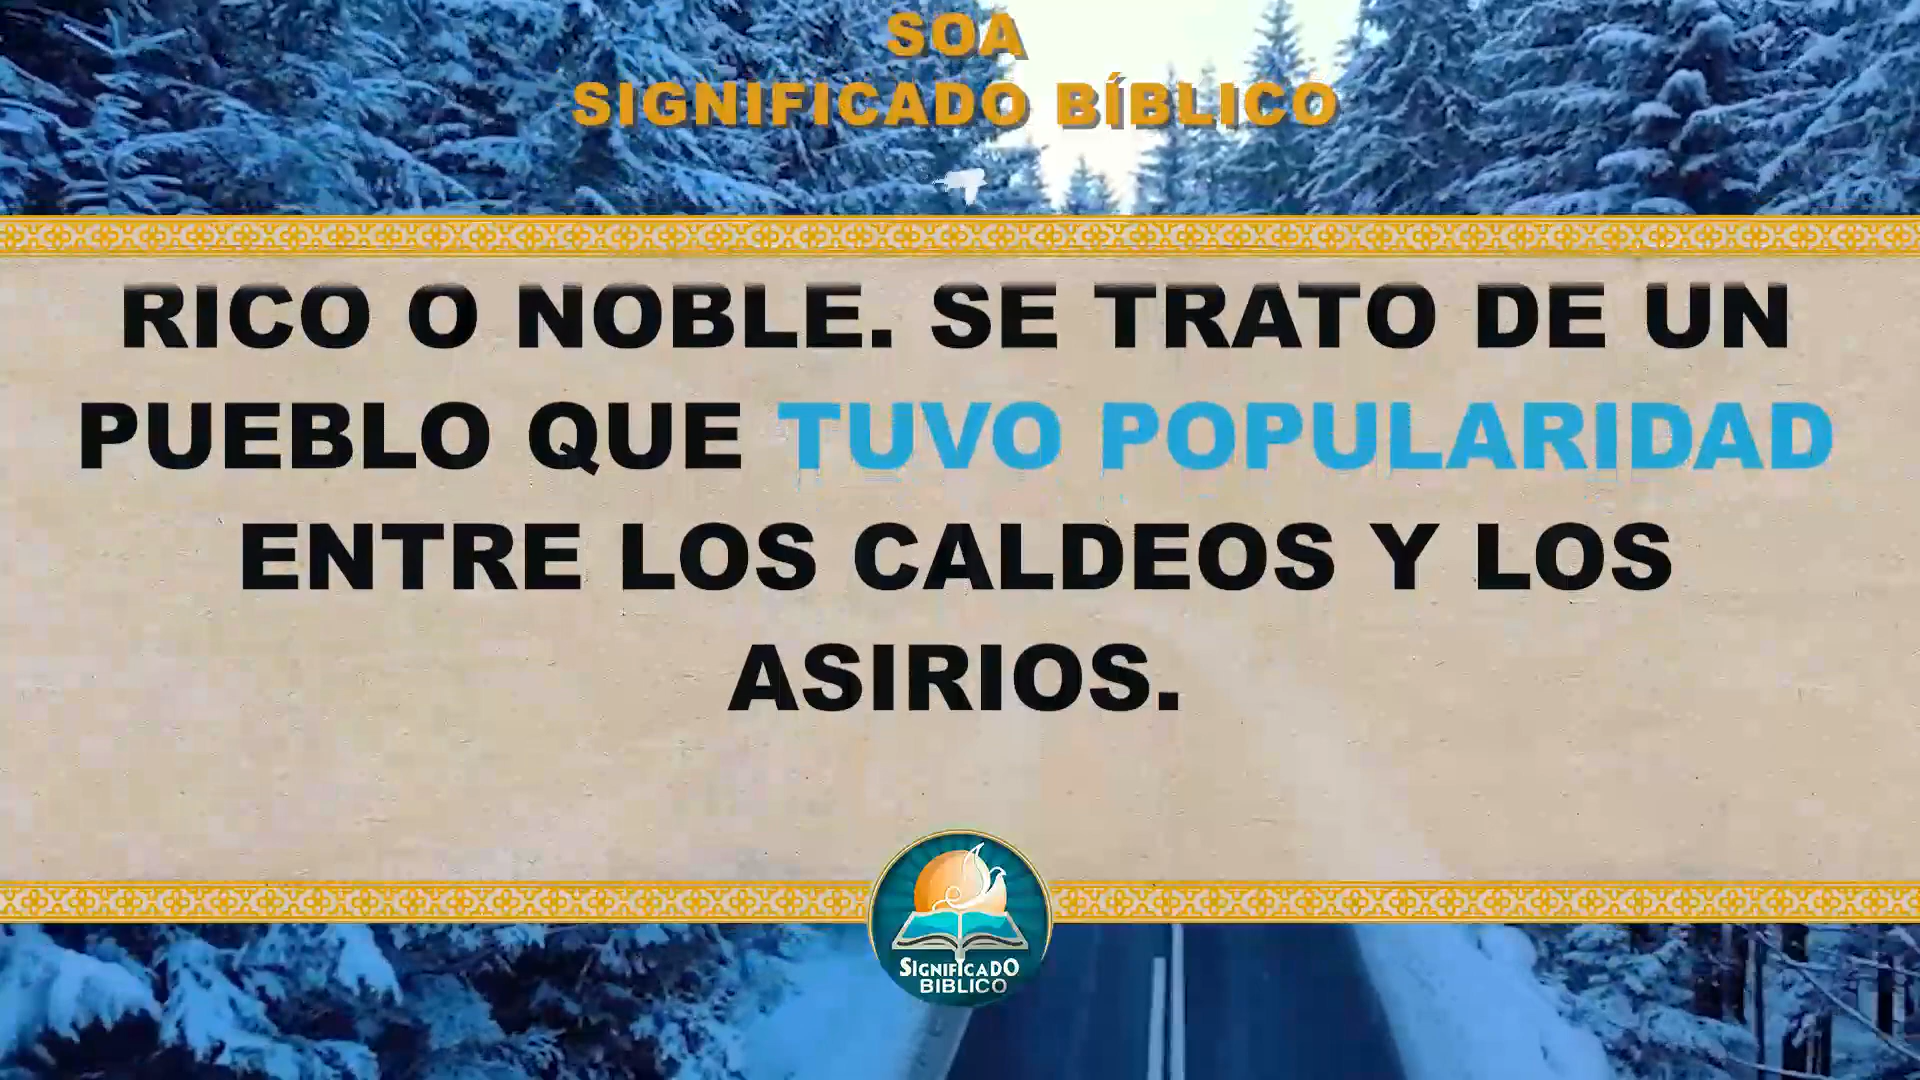 SOA
SIGNIFICADO BÍBLICO
RICO O NOBLE. SE TRATO DE UN
PUEBLO QUE TUVO POPULARIDAD
ENTRE LOS CALDEOS Y LOS
ASIRIOS.
SIGNIFICADO
BIBLICO